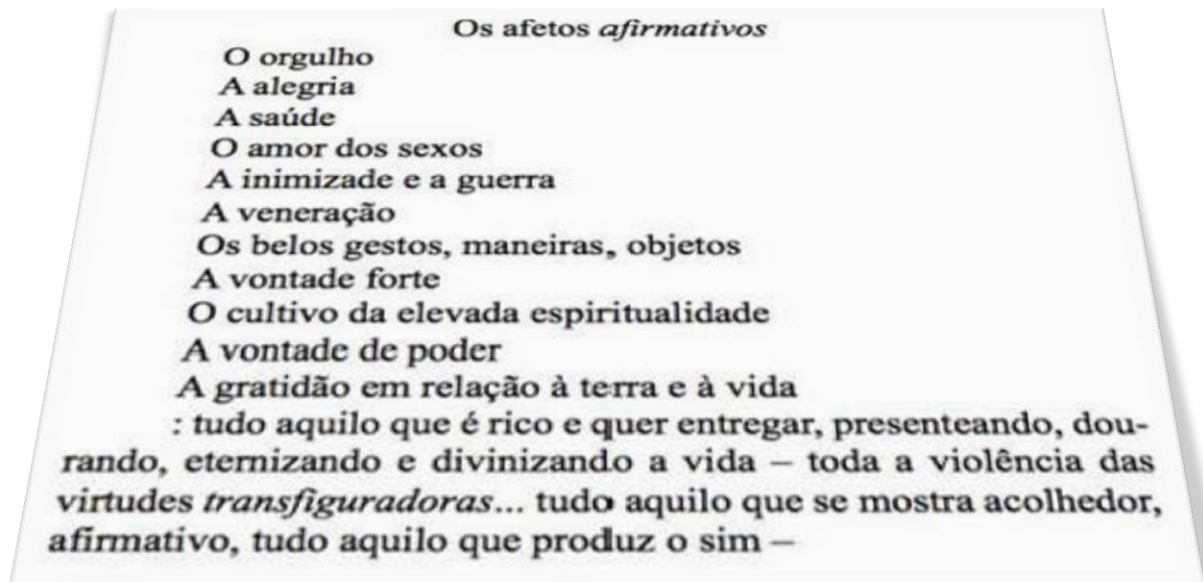 Os afetos afirmativos
O orgulho
A alegria
A saúde
O amor dos sexos
A inimizade e a guerra
A veneração
Os belos gestos, maneiras, objetos
A vontade forte
O cultivo da elevada espiritualidade
A vontade de poder
A gratidão em relação à terra e à vida
: tudo aquilo que é rico e quer entregar, presenteando, dou-
rando, eternizando e divinizando a vida – toda a violência das
virtudes transfiguradoras... tudo aquilo que se mostra acolhedor,
afirmativo, tudo aquilo que produz o sim –